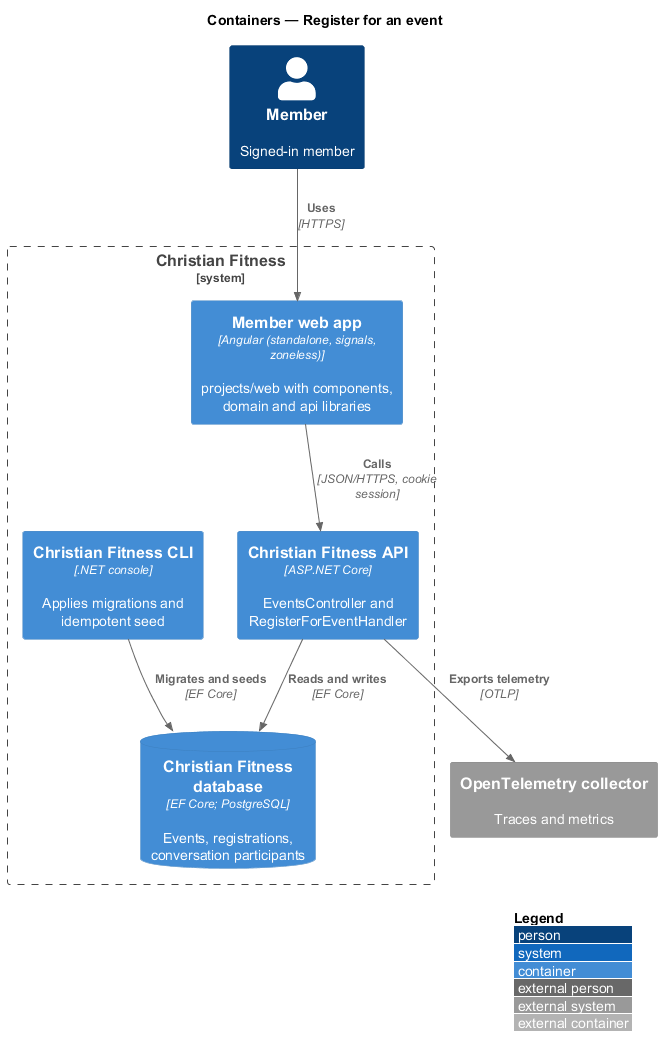 Containers — Register for an event
Member
Signed-in member
Uses
[HTTPS]
Christian Fitness
[system]
Member web app
[Angular (standalone, signals,
zoneless)]
projects/web with components,
domain and api libraries
Calls
[JSON/HTTPS, cookie
session]
Christian Fitness CLI
[.NET console]
Applies migrations and
idempotent seed
Christian Fitness API
[ASP.NET Core]
EventsController and
RegisterForEventHandler
Migrates and seeds
[EF Core]
Reads and writes
[EF Core]
Exports telemetry
[OTLP]
Christian Fitness
database
[EF Core; PostgreSQL]
Events, registrations,
conversation participants
OpenTelemetry collector
Traces and metrics
Legend
person
system
container
external person
external system
external container